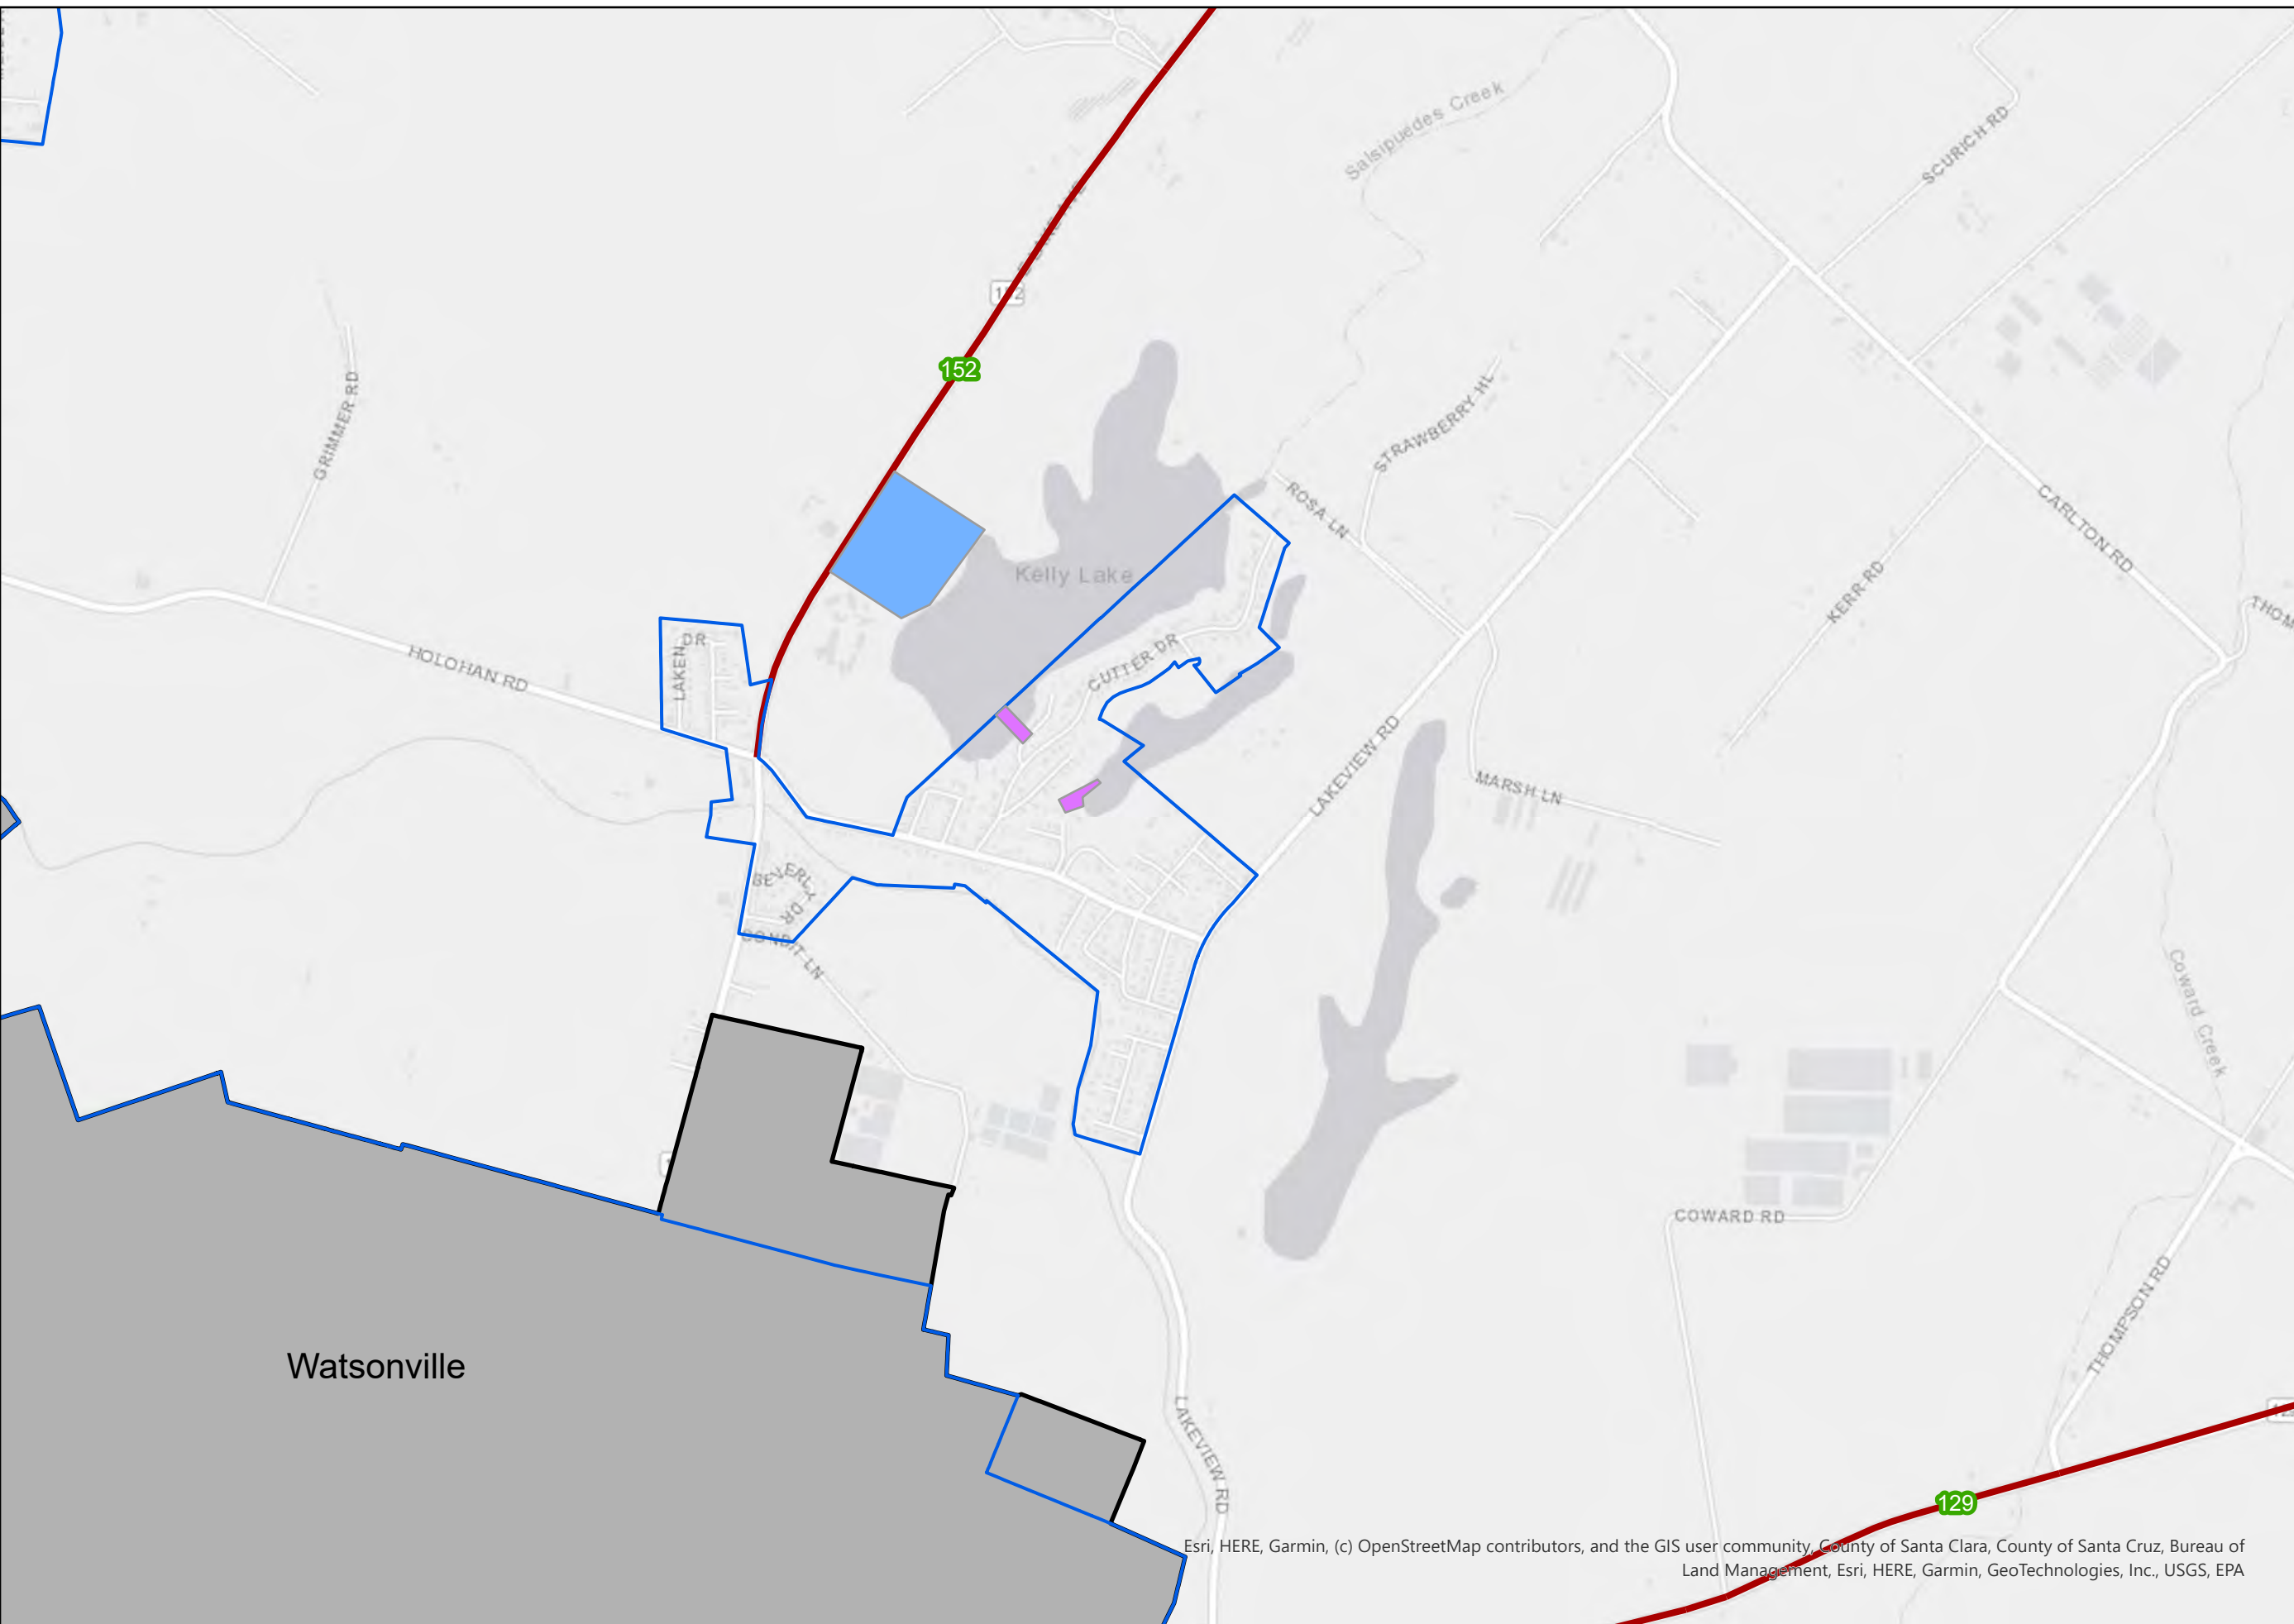 Salsipuedes Creek
SCURICH RD
152
GRIMMER RD
STRAWBERRY HL
ROSA LN
CARLTON RD
Kelly Lake
KERR RD
HOLOHAN RD
LAKEN
DR
CUTTER DR
LAKEVIEW RD
MARSH LN
BEVERLY DR
CONDIT LN
Coward Creek
COWARD RD
THOMPSON RD
Watsonville
LAKEVIEW RD
129
Esri, HERE, Garmin, (c) OpenStreetMap contributors, and the GIS user community, County of Santa Clara, County of Santa Cruz, Bureau of
Land Management, Esri, HERE, Garmin, GeoTechnologies, Inc., USGS, EPA